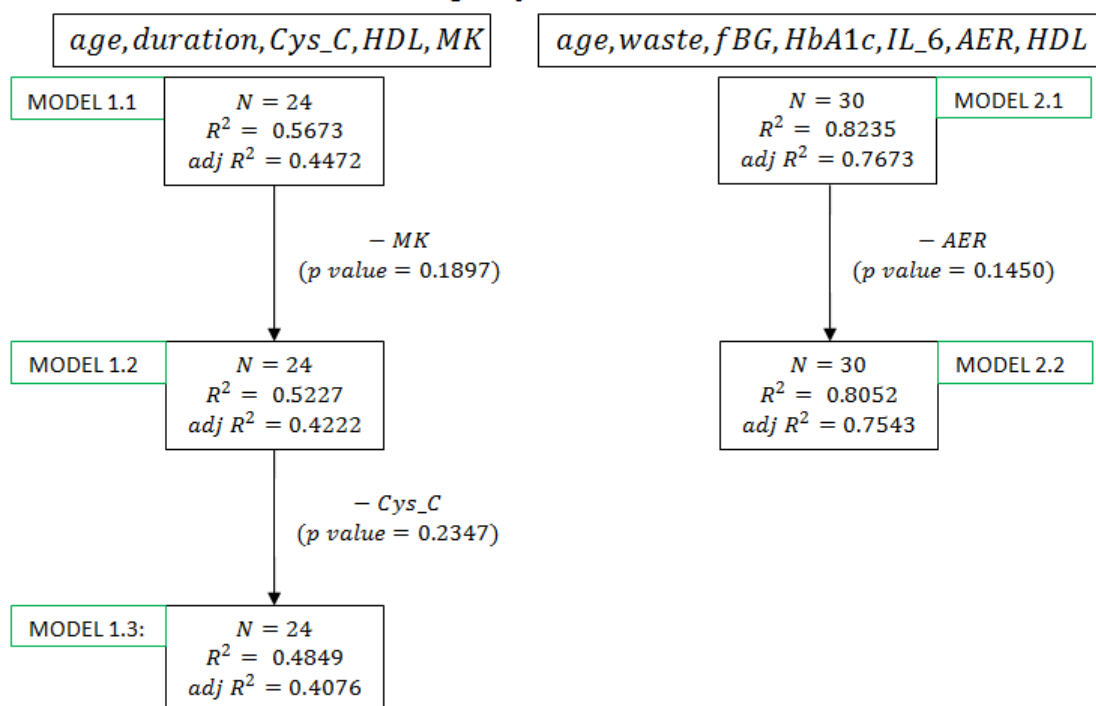 age, duration, Cys_C, HDL, MK
MODEL 1.1
N = 24
R² = 0.5673
adj R² = 0.4472
− MK
(p value = 0.1897)
MODEL 1.2
N = 24
R² = 0.5227
adj R² = 0.4222
− Cys_C
(p value = 0.2347)
MODEL 1.3:
N = 24
R² = 0.4849
adj R² = 0.4076
age, waste, fBG, HbA1c, IL_6, AER, HDL
MODEL 2.1
N = 30
R² = 0.8235
adj R² = 0.7673
− AER
(p value = 0.1450)
MODEL 2.2
N = 30
R² = 0.8052
adj R² = 0.7543